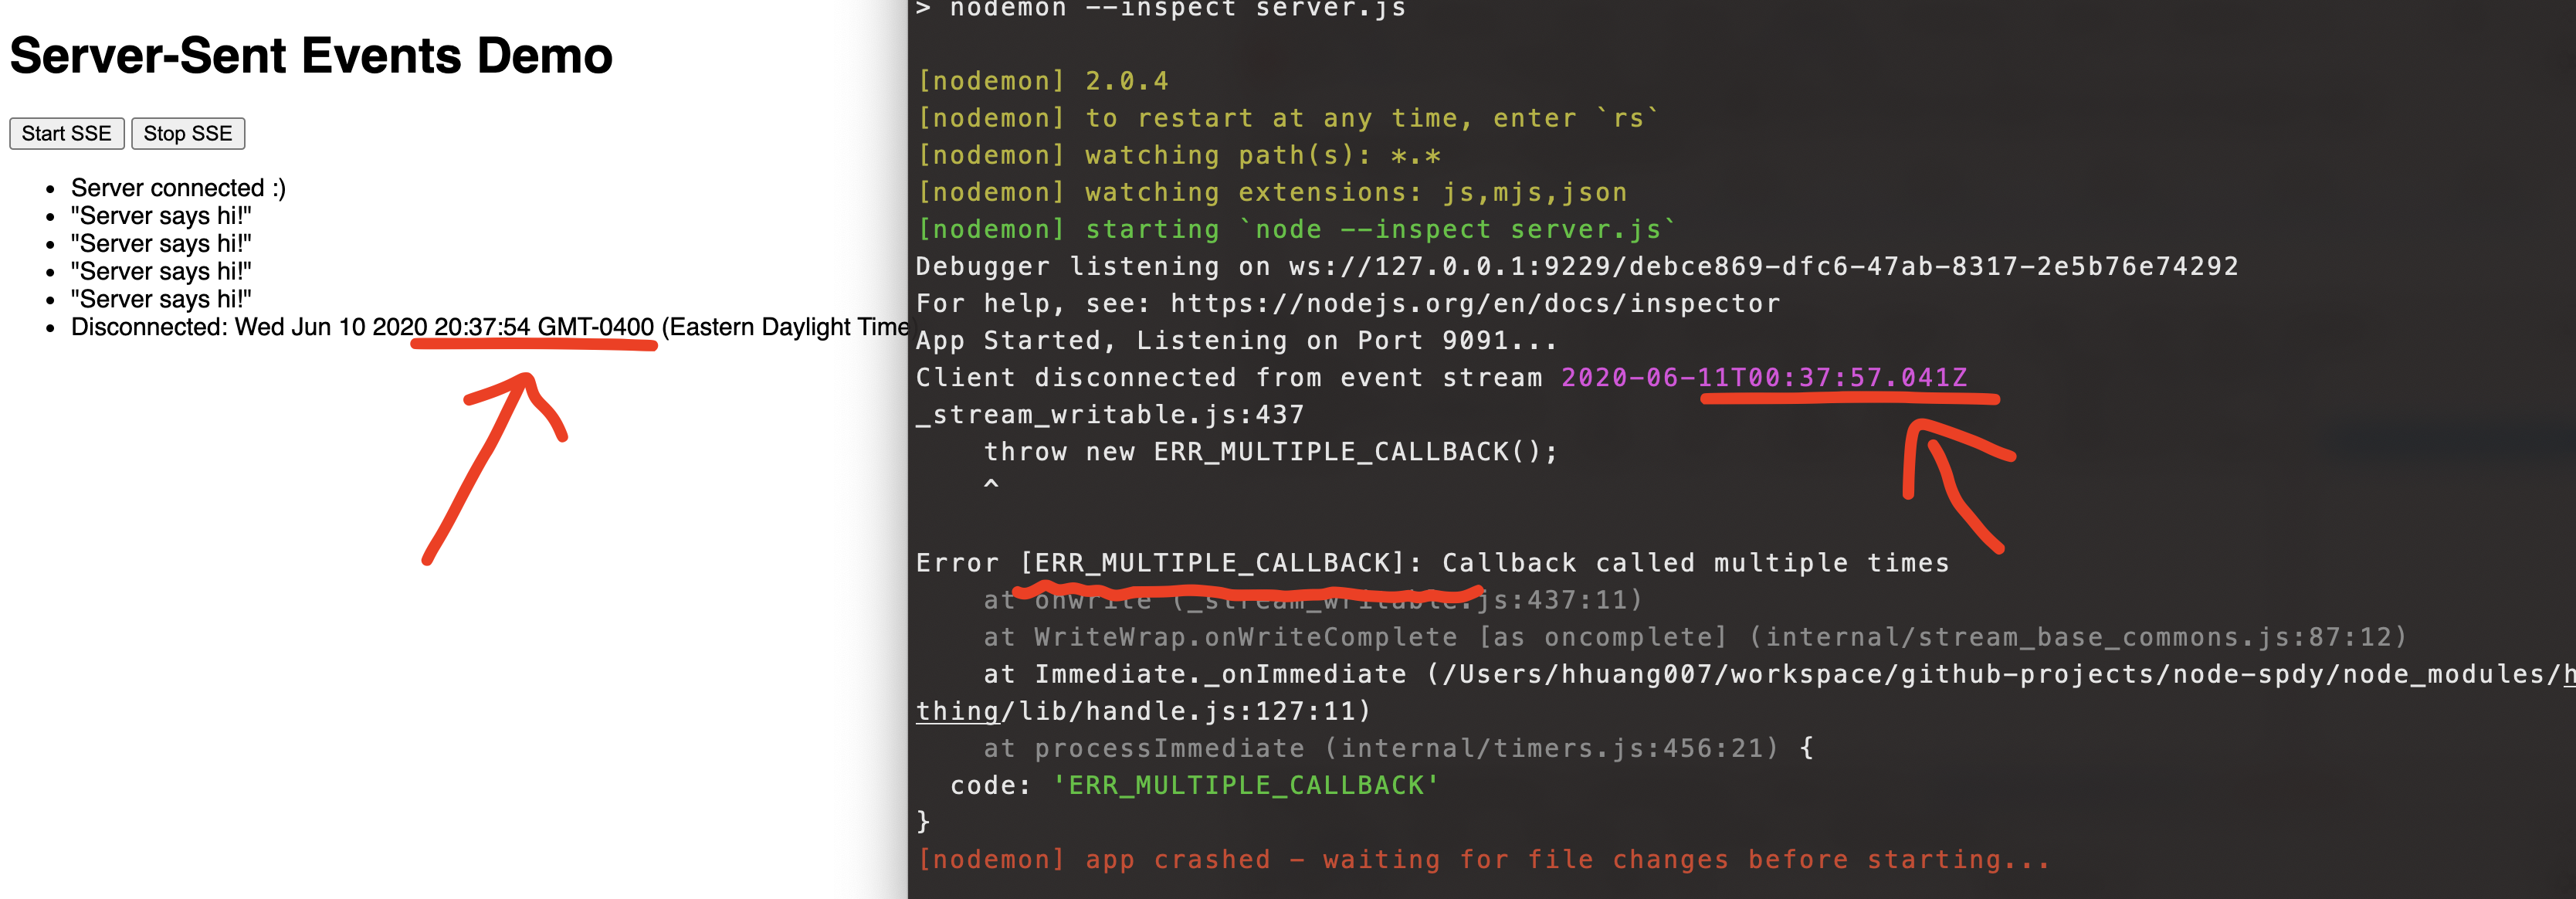 Server-Sent Events Demo
Start SSE Stop SSE
Server connected :)
"Server says hi!"
"Server says hi!"
"Server says hi!"
"Server says hi!"
Disconnected: Wed Jun 10 2020 20:37:54 GMT-0400 (Eastern Daylight Time)
> nodemon --inspect server.js
[nodemon] 2.0.4
[nodemon] to restart at any time, enter `rs`
[nodemon] watching path(s): *.*
[nodemon] watching extensions: js,mjs,json
[nodemon] starting `node --inspect server.js`
Debugger listening on ws://127.0.0.1:9229/debce869-dfc6-47ab-8317-2e5b76e74292
For help, see: https://nodejs.org/en/docs/inspector
App Started, Listening on Port 9091...
Client disconnected from event stream 2020-06-11T00:37:57.041Z
_stream_writable.js:437
throw new ERR_MULTIPLE_CALLBACK();
^
Error [ERR_MULTIPLE_CALLBACK]: Callback called multiple times
at onwrite (_stream_writable.js:437:11)
at WriteWrap.onWriteComplete [as oncomplete] (internal/stream_base_commons.js:87:12)
at Immediate._onImmediate (/Users/hhuang007/workspace/github-projects/node-spdy/node_modules/h
thing/lib/handle.js:127:11)
at processImmediate (internal/timers.js:456:21) {
code: 'ERR_MULTIPLE_CALLBACK'
}
[nodemon] app crashed - waiting for file changes before starting...